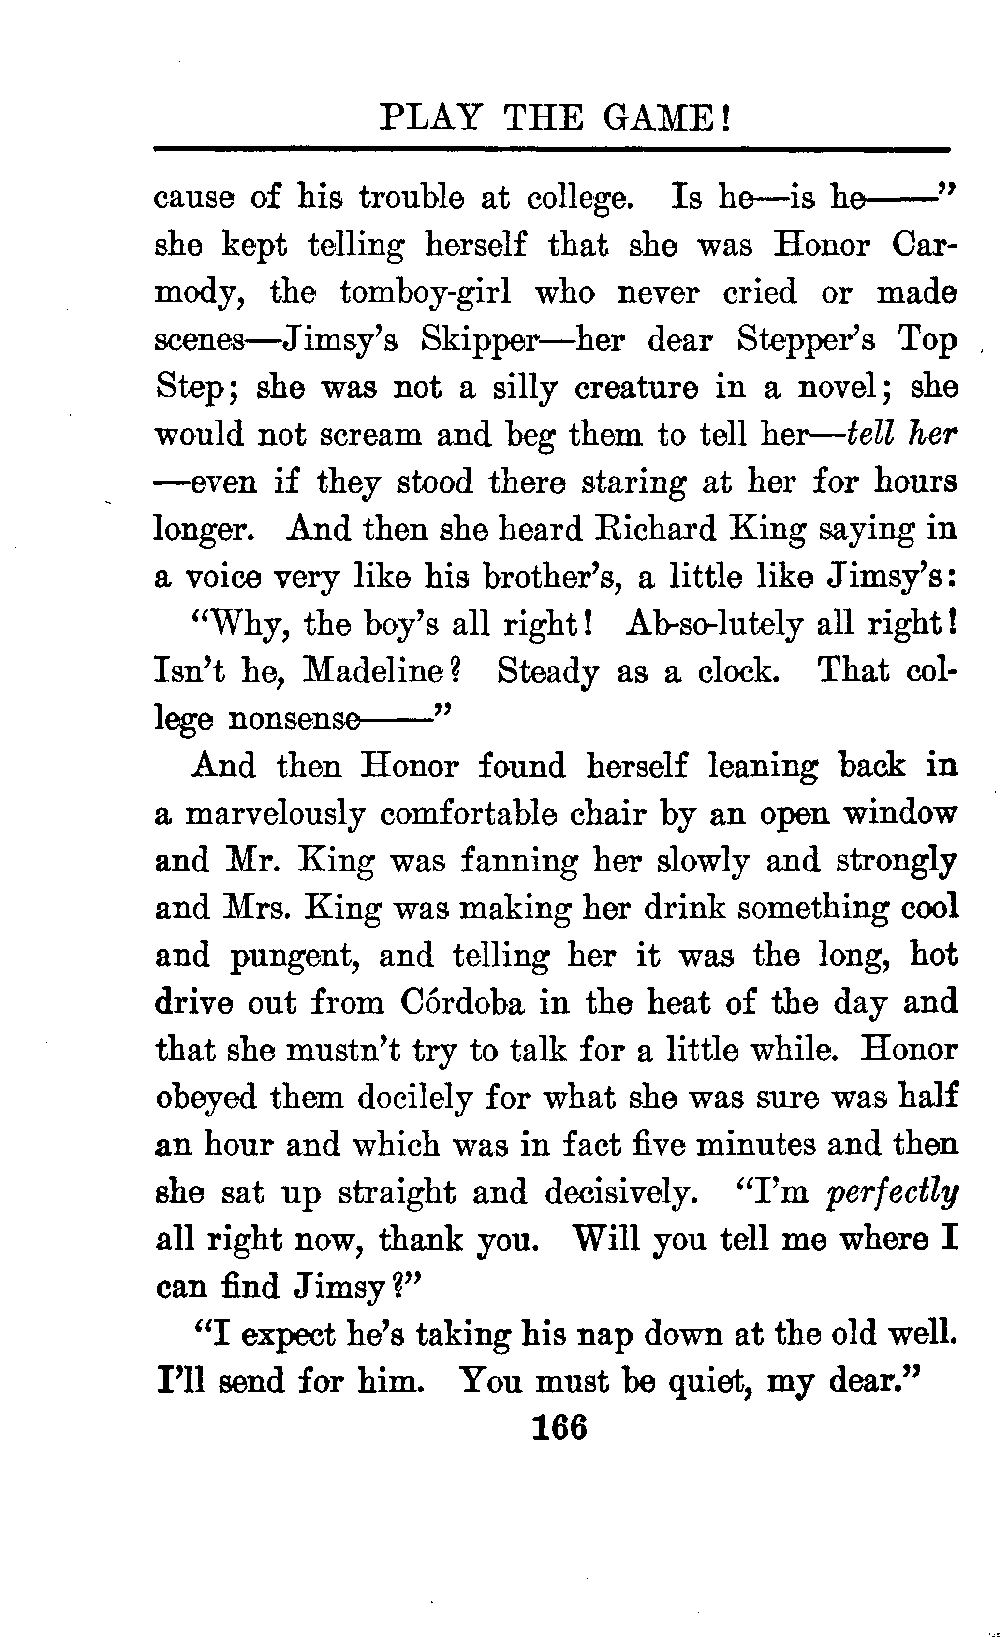 PLAY THE GAME!
cause of his trouble at college. Is he—is he——”
she kept telling herself that she was Honor Car-
mody, the tomboy-girl who never cried or made
scenes—Jimsy’s Skipper—her dear Stepper’s Top
Step; she was not a silly creature in a novel; she
would not scream and beg them to tell her—tell her
—even if they stood there staring at her for hours
longer. And then she heard Richard King saying in
a voice very like his brother’s, a little like Jimsy’s:
“Why, the boy’s all right! Ab-so-lutely all right!
Isn’t he, Madeline? Steady as a clock. That col-
lege nonsense——”
And then Honor found herself leaning back in
a marvelously comfortable chair by an open window
and Mr. King was fanning her slowly and strongly
and Mrs. King was making her drink something cool
and pungent, and telling her it was the long, hot
drive out from Córdoba in the heat of the day and
that she mustn’t try to talk for a little while. Honor
obeyed them docilely for what she was sure was half
an hour and which was in fact five minutes and then
she sat up straight and decisively. “I’m perfectly
all right now, thank you. Will you tell me where I
can find Jimsy?”
“I expect he’s taking his nap down at the old well.
I’ll send for him. You must be quiet, my dear.”
166